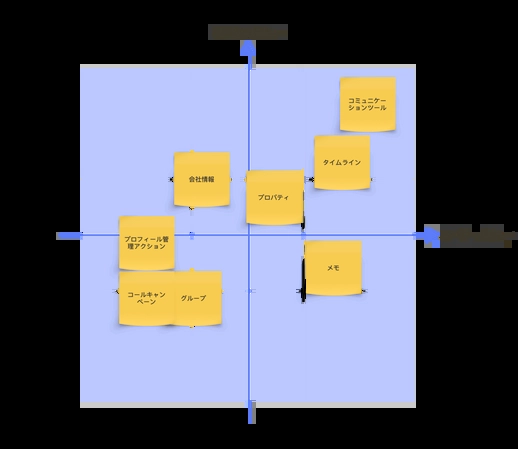 コミュニケー
ションツール
タイムライン
会社情報
プロパティ
プロフィール管
理アクション
メモ
コールキャン
ペーン
グループ